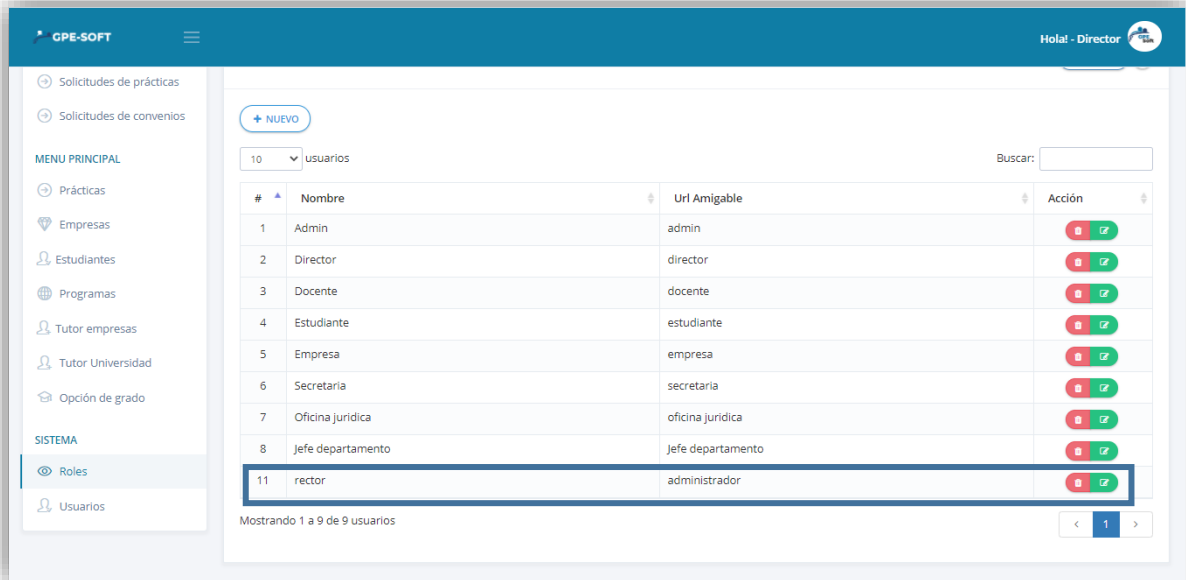 GPE-SOFT
Hola! - Director
Solicitudes de prácticas
Solicitudes de convenios
MENU PRINCIPAL
Prácticas
Empresas
Estudiantes
Programas
Tutor empresas
Tutor Universidad
Opción de grado
SISTEMA
Roles
Usuarios
+ NUEVO
10 usuarios
Buscar:
# Nombre Url Amigable Acción
1 Admin admin
2 Director director
3 Docente docente
4 Estudiante estudiante
5 Empresa empresa
6 Secretaria secretaria
7 Oficina juridica oficina juridica
8 Jefe departamento Jefe departamento
11 rector administrador
Mostrando 1 a 9 de 9 usuarios
< 1 >